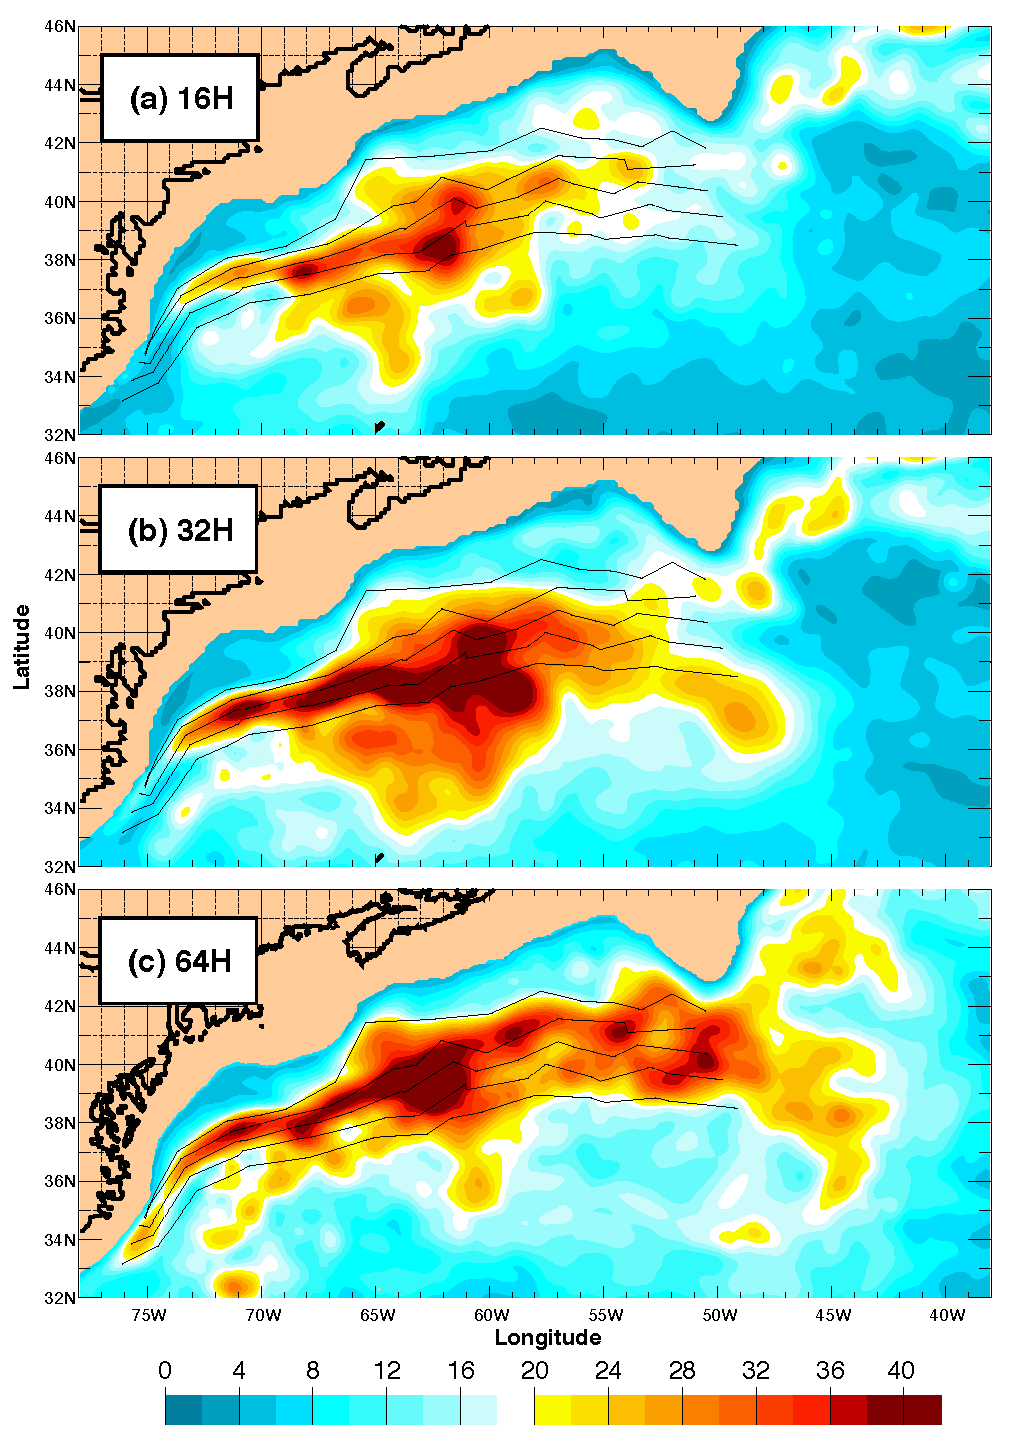 46N
44N
42N
40N
38N
36N
34N
32N
(a) 16H
46N
44N
42N
40N
38N
36N
34N
32N
(b) 32H
Latitude
46N
44N
42N
40N
38N
36N
34N
32N
(c) 64H
75W 70W 65W 60W 55W 50W 45W 40W
Longitude
0 4 8 12 16 20 24 28 32 36 40